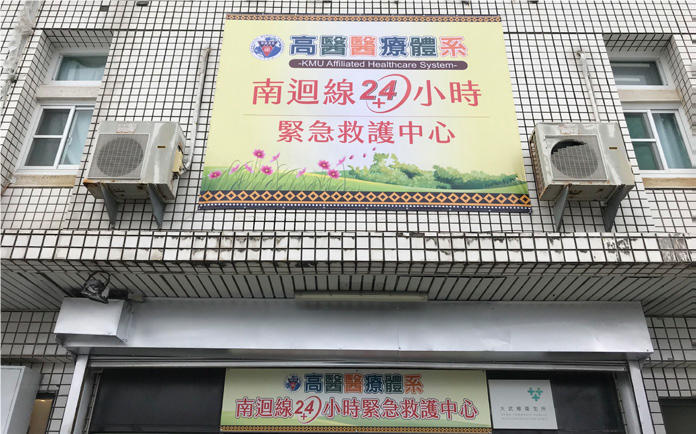 高醫醫療體系
-KMU Affiliated Healthcare System-
南迴線24小時
緊急救護中心
高醫醫療體系
南迴線24小時緊急救護中心
大武鄉衛生所